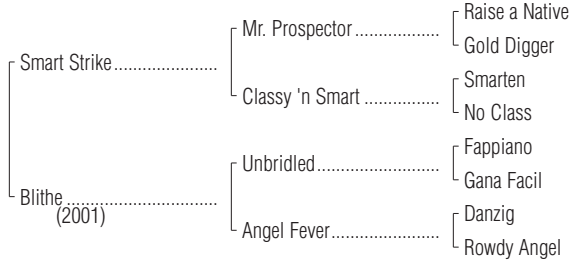 Raise a Native
Mr. Prospector ..................
Gold Digger
Smart Strike......................
Smarten
Classy 'n Smart ................
No Class
Fappiano
Unbridled..........................
Gana Facil
Blithe ................................
(2001)
Danzig
Angel Fever.......................
Rowdy Angel